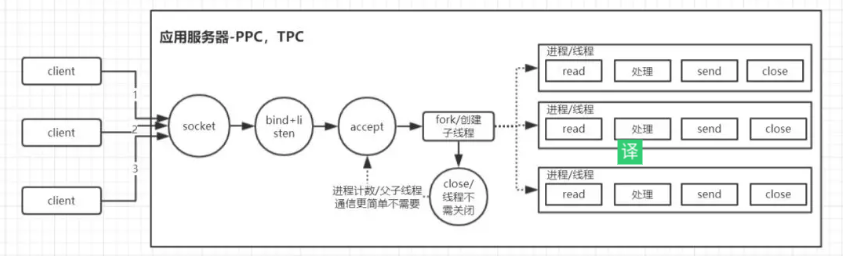 应用服务器-PPC，TPC
client
client
client
1
2
3
socket
bind+li
sten
accept
fork/创建
子线程
close/
线程不
需关闭
进程计数/父子线程
通信更简单不需要
进程/线程
read
处理
send
close
进程/线程
read
处理
send
close
译
进程/线程
read
处理
send
close